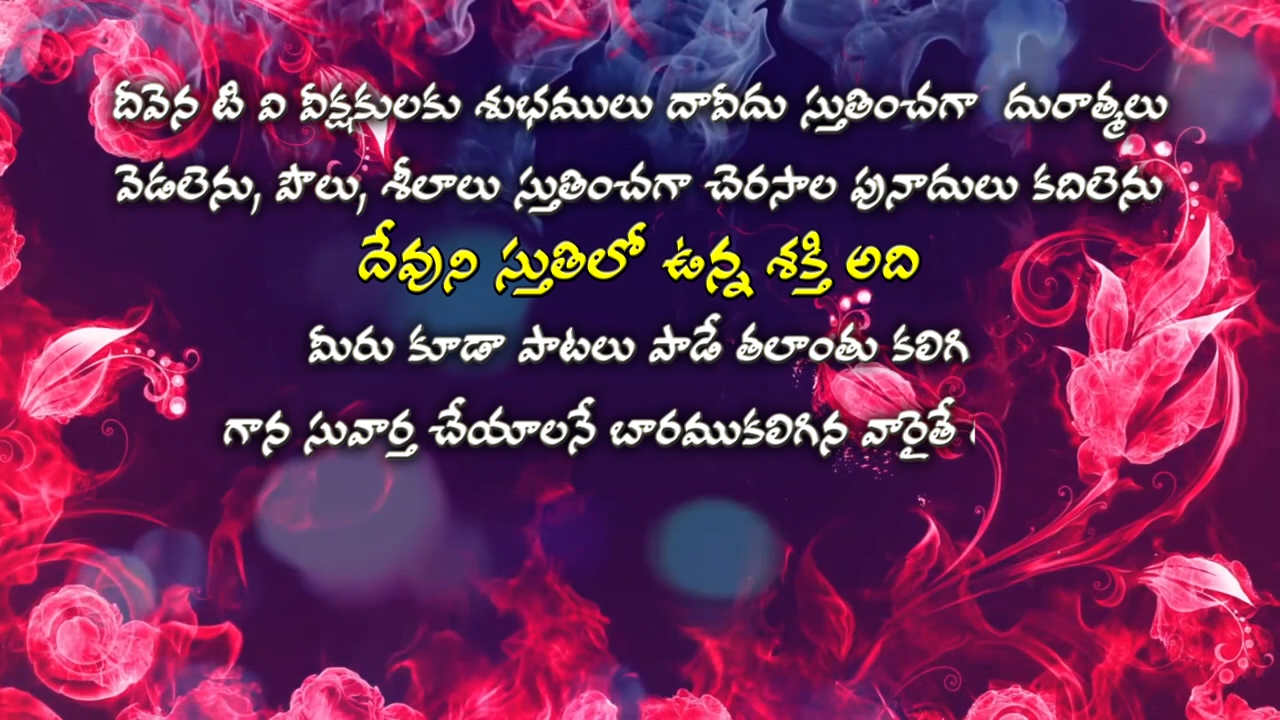 దీవెన టి వి వీక్షకులకు శుభములు దావీదు స్తుతించగా దురాత్మలు
వెడలెను, పౌలు, శీలాలు స్తుతించగా చెరసాల పునాదులు కదిలెను
దేవుని స్తుతిలో ఉన్న శక్తి అది
మీరు కూడా పాటలు పాడే తలాంతు కలిగి
గాన సువార్త చేయాలనే బారముకలిగిన వారైతే